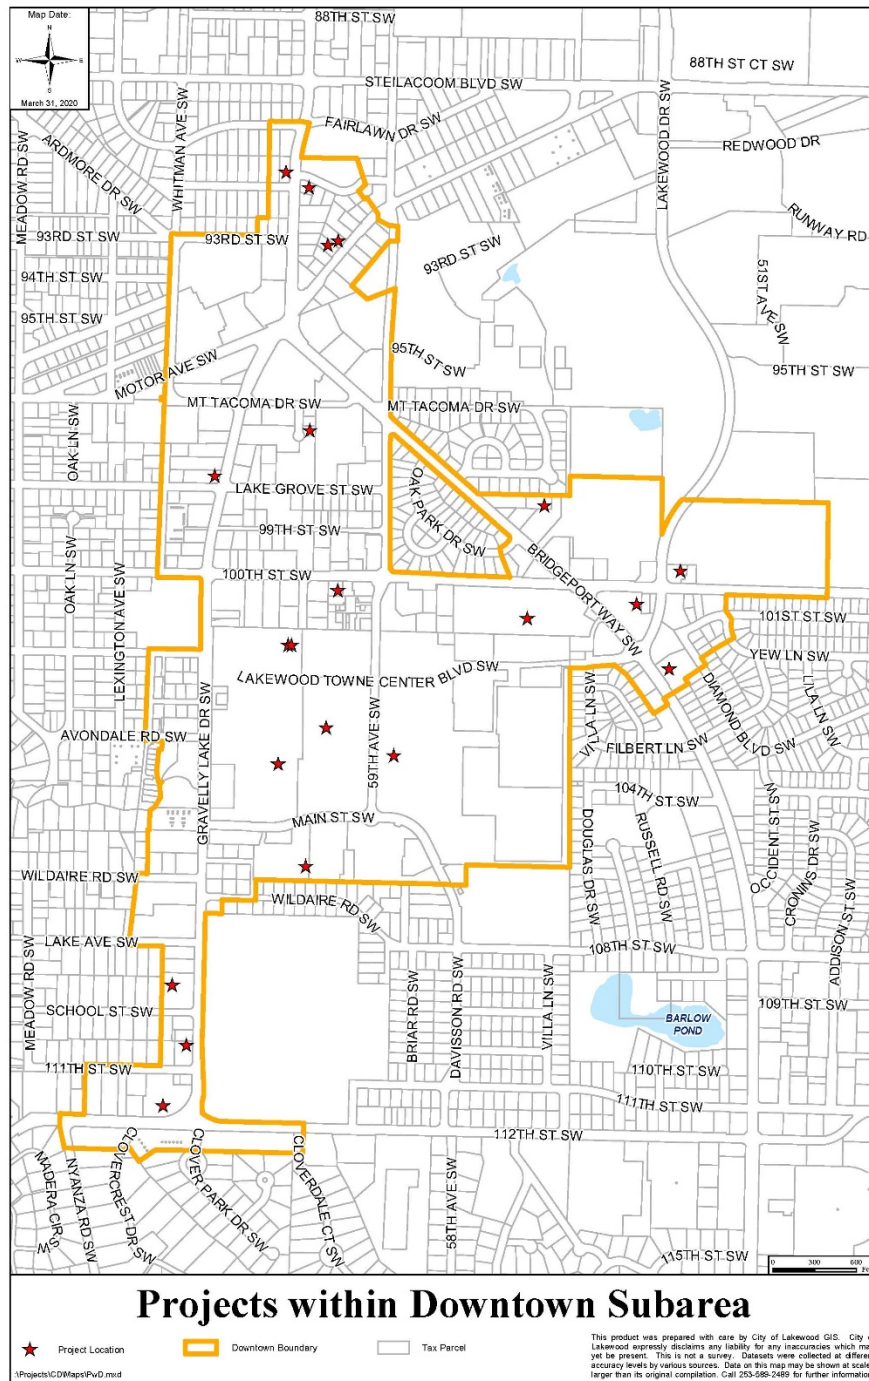 Map Date:
N
W
E
S
March 31, 2020
88TH ST SW
88TH ST CT SW
STEILACOOM BLVD SW
FAIRLAWN DR SW
REDWOOD DR
LAKEWOOD DR SW
WHITMAN AVE SW
ARDMORE DR SW
MEADOW RD SW
RUNWAY RD
93RD ST SW
93RD ST SW
93RD ST SW
94TH ST SW
51ST AVE SW
95TH ST SW
95TH ST SW
95TH ST SW
MOTOR AVE SW
MT TACOMA DR SW
MT TACOMA DR SW
OAK LN SW
LAKE GROVE ST SW
OAK PARK DR SW
99TH ST SW
BRIDGEPORT WAY SW
100TH ST SW
OAK LN SW
LEXINGTON AVE SW
101ST ST SW
YEW LN SW
LAKEWOOD TOWNE CENTER BLVD SW
VILLA LN SW
DIAMOND BLVD SW
LILA LN SW
AVONDALE RD SW
GRAVELLY LAKE DR SW
59TH AVE SW
FILBERT LN SW
104TH ST SW
MAIN ST SW
DOUGLAS DR SW
RUSSELL RD SW
OCCIDENT ST SW
CRONINS DR SW
WILDAIRE RD SW
WILDAIRE RD SW
ADDISON ST SW
LAKE AVE SW
108TH ST SW
MEADOW RD SW
SCHOOL ST SW
BRIAR RD SW
DAVISSON RD SW
VILLA LN SW
BARLOW
POND
109TH ST SW
111TH ST SW
110TH ST SW
111TH ST SW
112TH ST SW
MADERA CIR SW
NYANZA RD SW
CLOVERCREST DR SW
CLOVER PARK DR SW
CLOVERDALE CT SW
58TH AVE SW
115TH ST SW
0 300 600
Projects within Downtown Subarea
Project Location
Downtown Boundary
Tax Parcel
This product was prepared with care by City of Lakewood GIS. City
Lakewood expressly disclaims any liability for any inaccuracies which
yet be present. This is not a survey. Datasets were collected at
accuracy levels by various sources. Data on this map may be shown at
larger than its original compilation. Call 253-589-2489 for further
:\Projects\CD\Maps\PwD.mxd